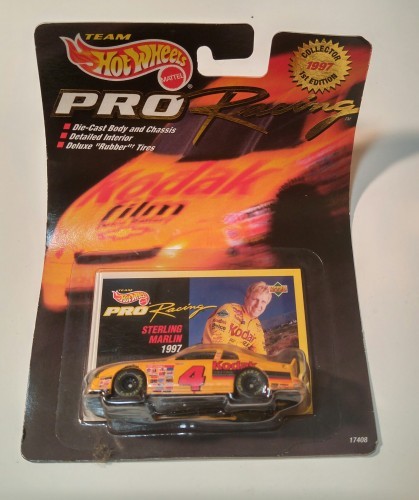 TEAM
Hot Wheels
MATTEL
®
COLLECTOR
1997
1ST EDITION
PRO Racing
™
Die-Cast Body and Chassis
Detailed Interior
Deluxe "Rubber"! Tires
Kodak
film
TEAM
Hot Wheels
PRO Racing
STERLING
MARLIN
1997
Kodak
4
Kodak
17408